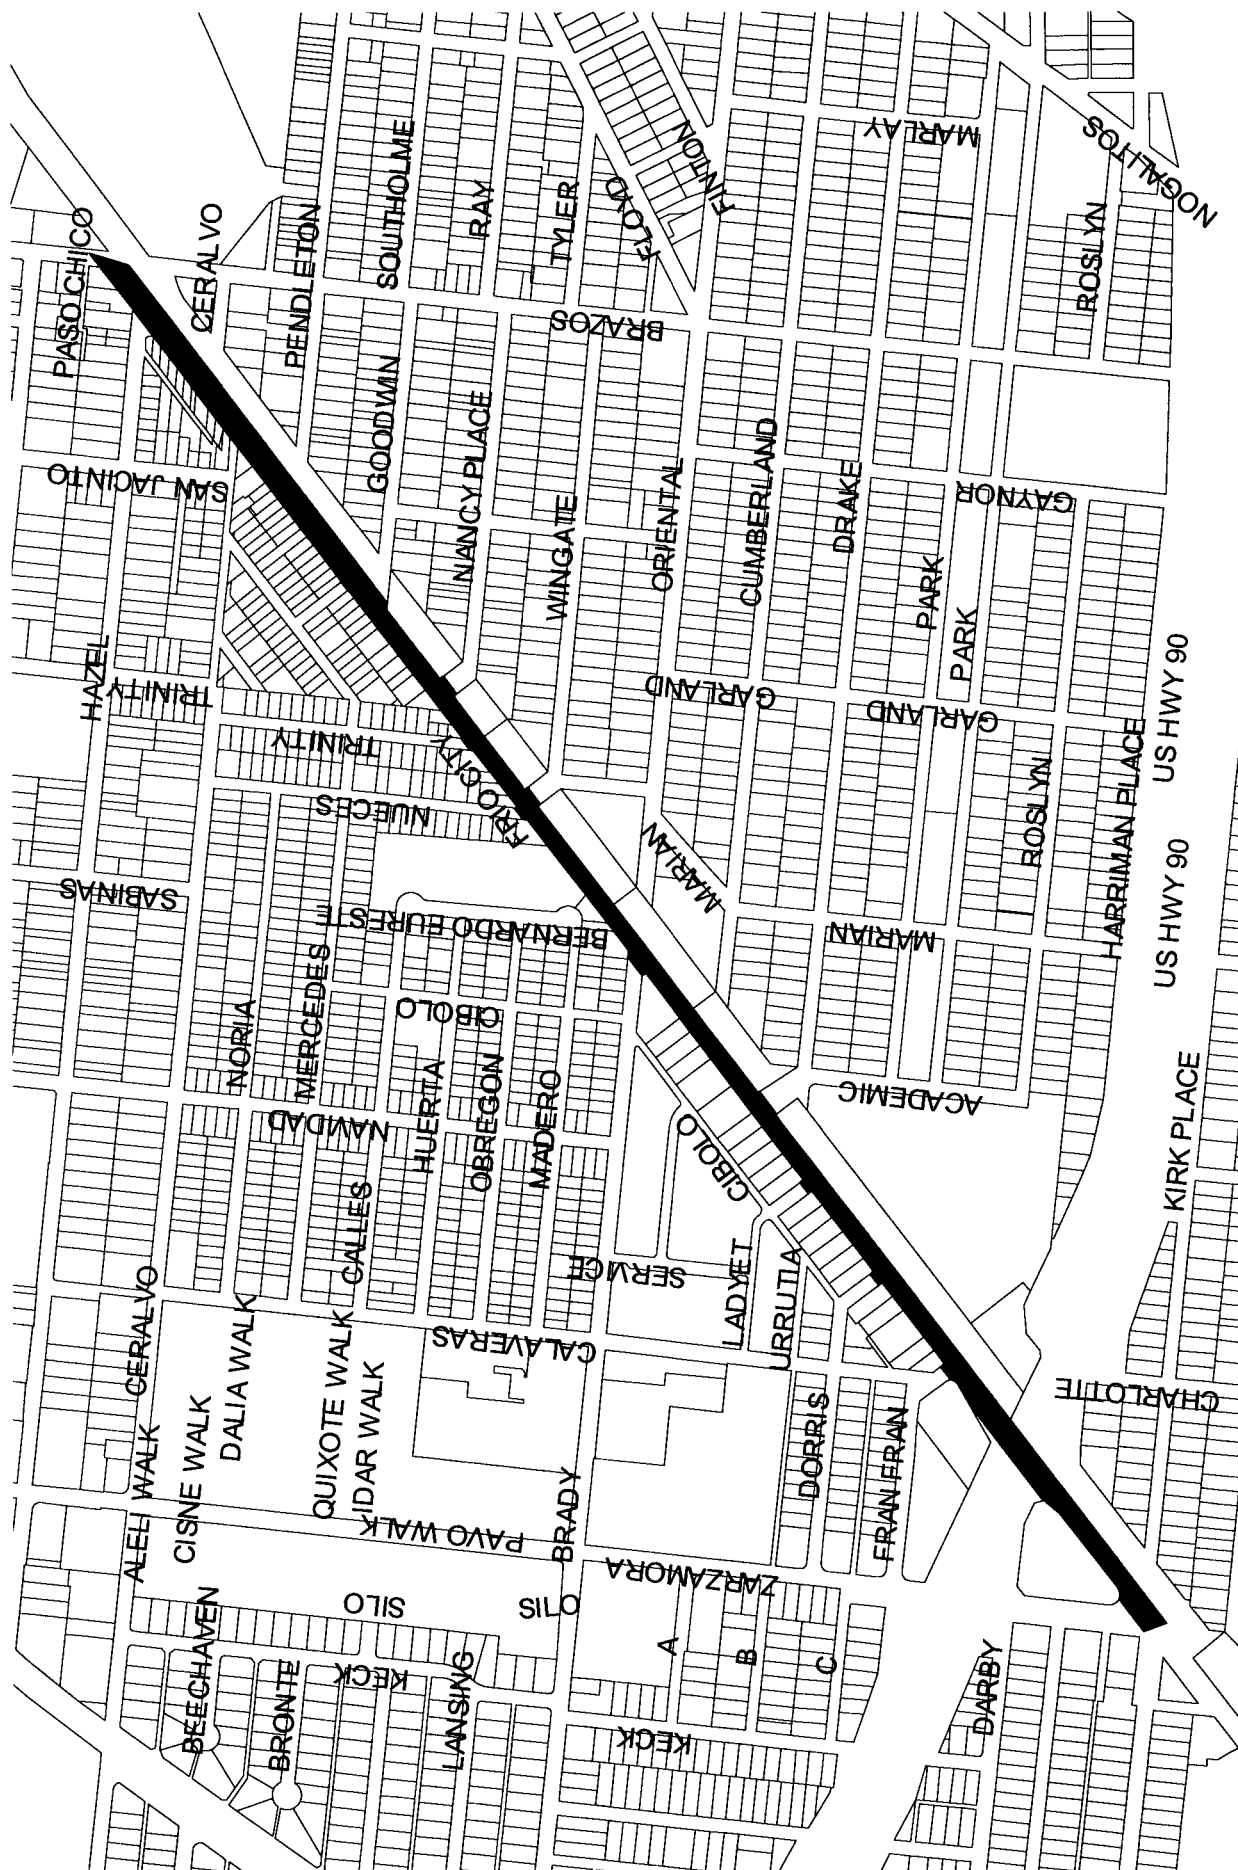 PASO CHICO
CERALVO
PENDLETON
SOUTHOLME
RAY
TYLER
FLOYD
FINTON
MARLAY
NOGALITOS
ROSLYN
BRAZOS
SAN JACINTO
GOODWIN
NANCY PLACE
WINGATE
ORIENTAL
CUMBERLAND
DRAKE
GAYNOR
PARK
PARK
HAZEL
TRINITY
TRINITY
NUECES
FRIO CITY
GARLAND
GARLAND
ROSLYN
HARRIMAN PLACE
US HWY 90
US HWY 90
SABINAS
BERNARDO EURESTE
MARIAN
MARIAN
NORIA
MERCEDES
CIBOLO
NAVIDAD
HUERTA
OBREGON
MADERO
CIBOLO
ACADEMIC
KIRK PLACE
CALLES
SERVICE
LADYET
URRUTIA
CERALVO
DALIA WALK
QUIXOTE WALK
IDAR WALK
CALAVERAS
CHARLOTTE
ALELI WALK
CISNE WALK
PAVO WALK
BRADY
DORRIS
FRAN FRAN
ZARZAMORA
SILO
OLIS
BEECHAVEN
BRONTE
KECK
LANSING
A
B
C
KECK
DARBY